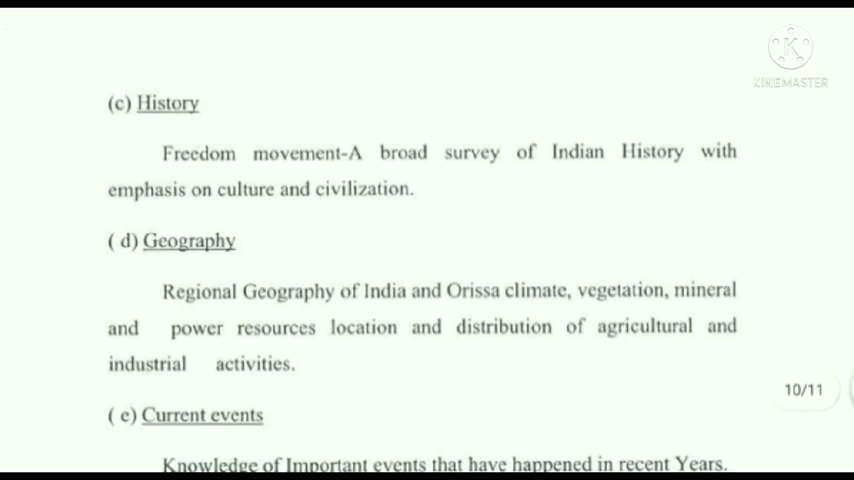 KINEMASTER
(c) History
Freedom movement-A broad survey of Indian History with
emphasis on culture and civilization.
( d) Geography
Regional Geography of India and Orissa climate, vegetation, mineral
and power resources location and distribution of agricultural and
industrial activities.
10/11
( e) Current events
Knowledge of Important events that have happened in recent Years.